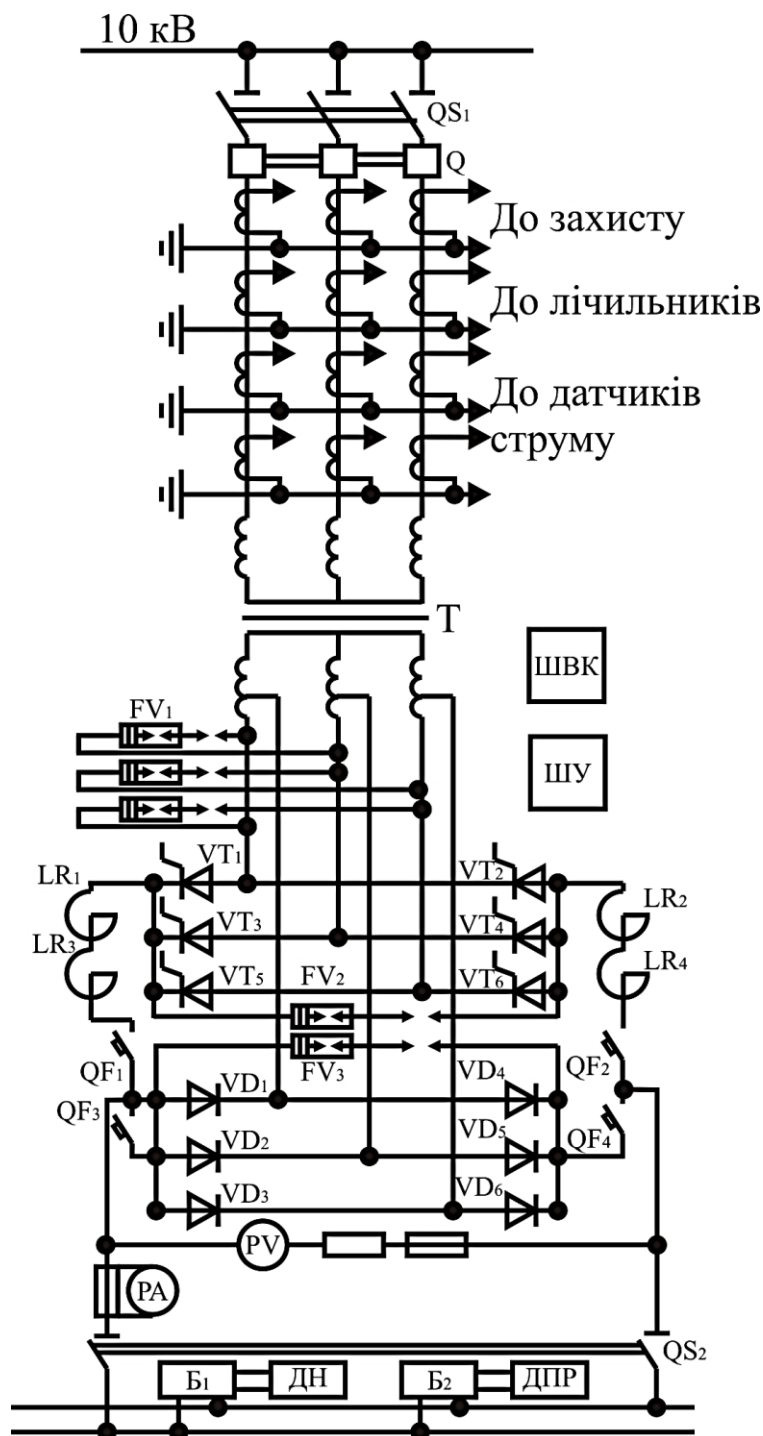 10 кВ
QS1
Q
До захисту
До лічильників
До датчиків
струму
T
ШВК
FV1
ШУ
VT1
VT2
LR1
LR2
VT3
VT4
LR3
LR4
VT5
FV2
VT6
FV3
QF1
VD1
VD4
QF2
QF3
VD2
VD5
QF4
VD3
VD6
PV
PA
QS2
Б1
ДН
Б2
ДПР